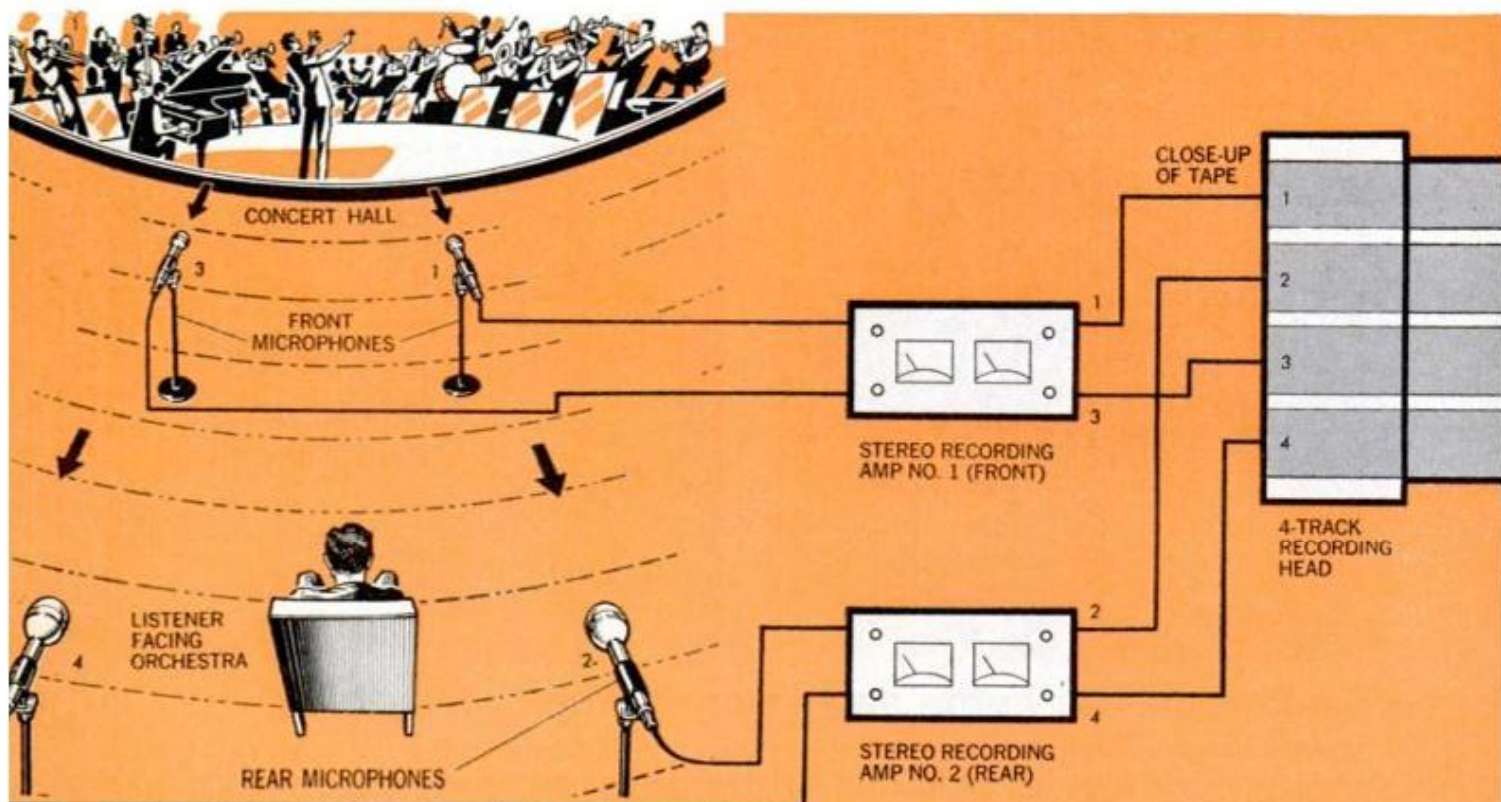 CONCERT HALL
3
1
FRONT
MICROPHONES
LISTENER
FACING
ORCHESTRA
4
2
REAR MICROPHONES
1
3
STEREO RECORDING
AMP NO. 1 (FRONT)
2
4
STEREO RECORDING
AMP NO. 2 (REAR)
CLOSE-UP
OF TAPE
1
2
3
4
4-TRACK
RECORDING
HEAD